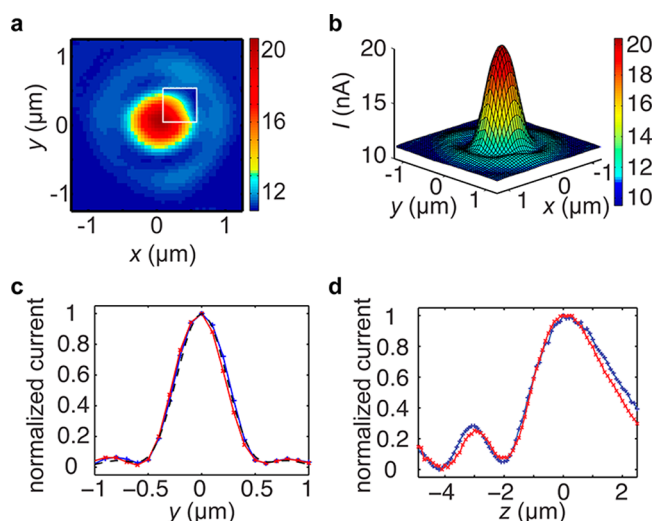 a
1
0
-1
y (µm)
-1 0 1
x (µm)
20
18
16
14
12
b
20
15
10
I (nA)
-1 0 1
y (µm)
1 0 -1
x (µm)
20
18
16
14
12
10
c
1
0.8
0.6
0.4
0.2
0
normalized current
−1 −0.5 0 0.5 1
y (µm)
d
1
0.8
0.6
0.4
0.2
0
normalized current
−4 −2 0 2
z (µm)